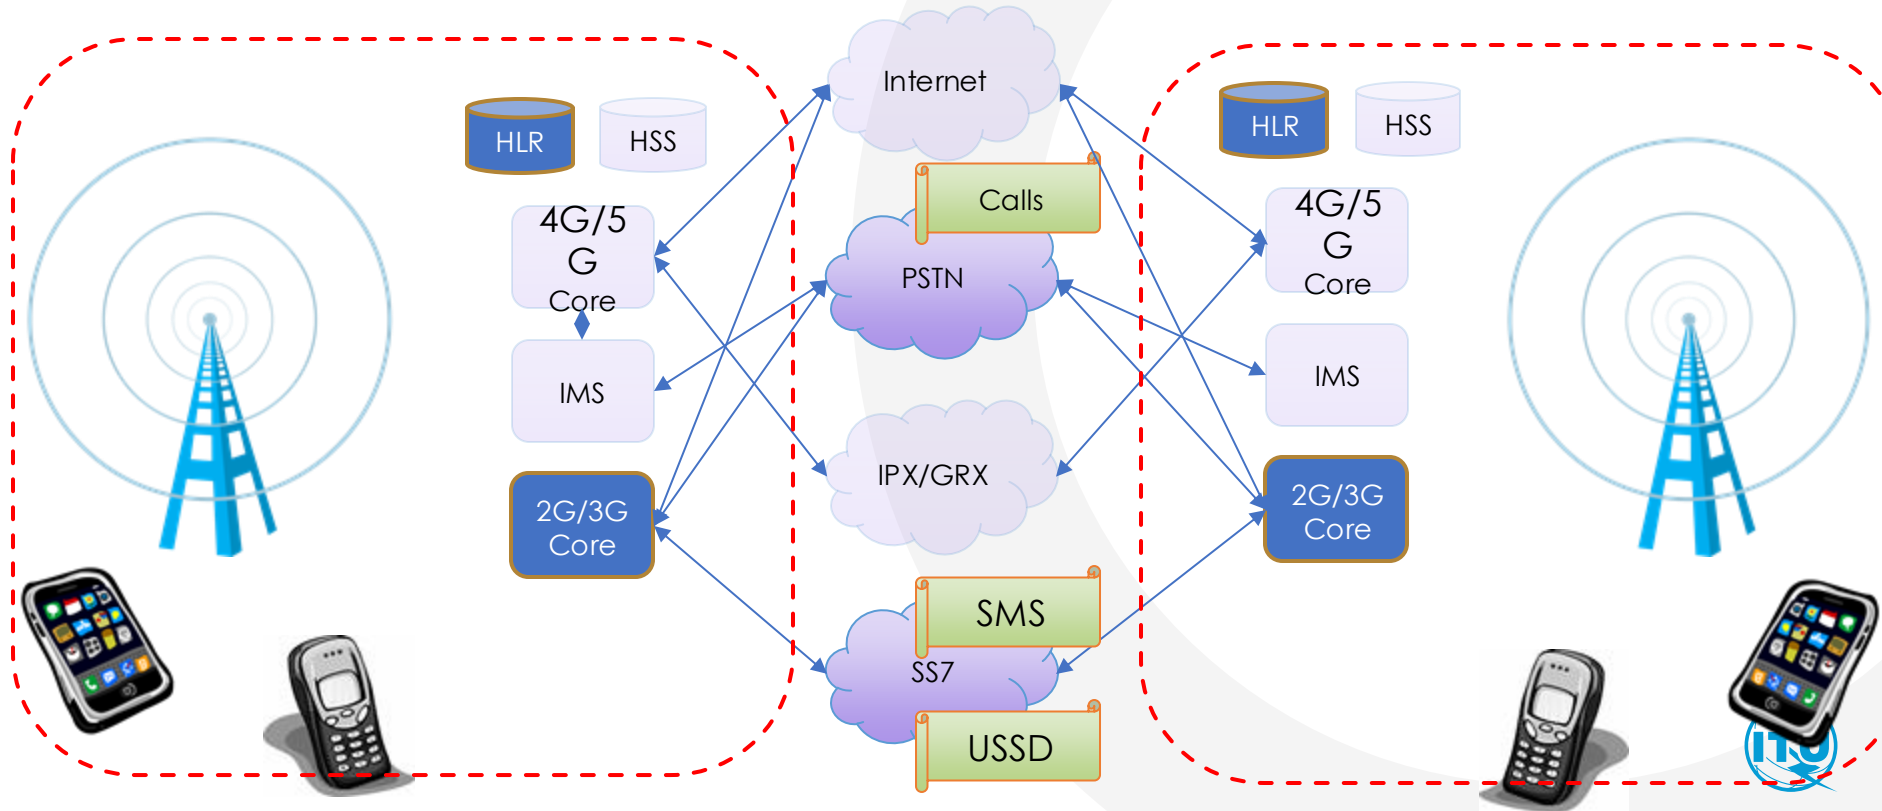 Internet
HLR
HSS
HLR
HSS
Calls
4G/5
G
Core
4G/5
G
Core
PSTN
IMS
IMS
IPX/GRX
2G/3G
Core
2G/3G
Core
SMS
SS7
USSD
ITU